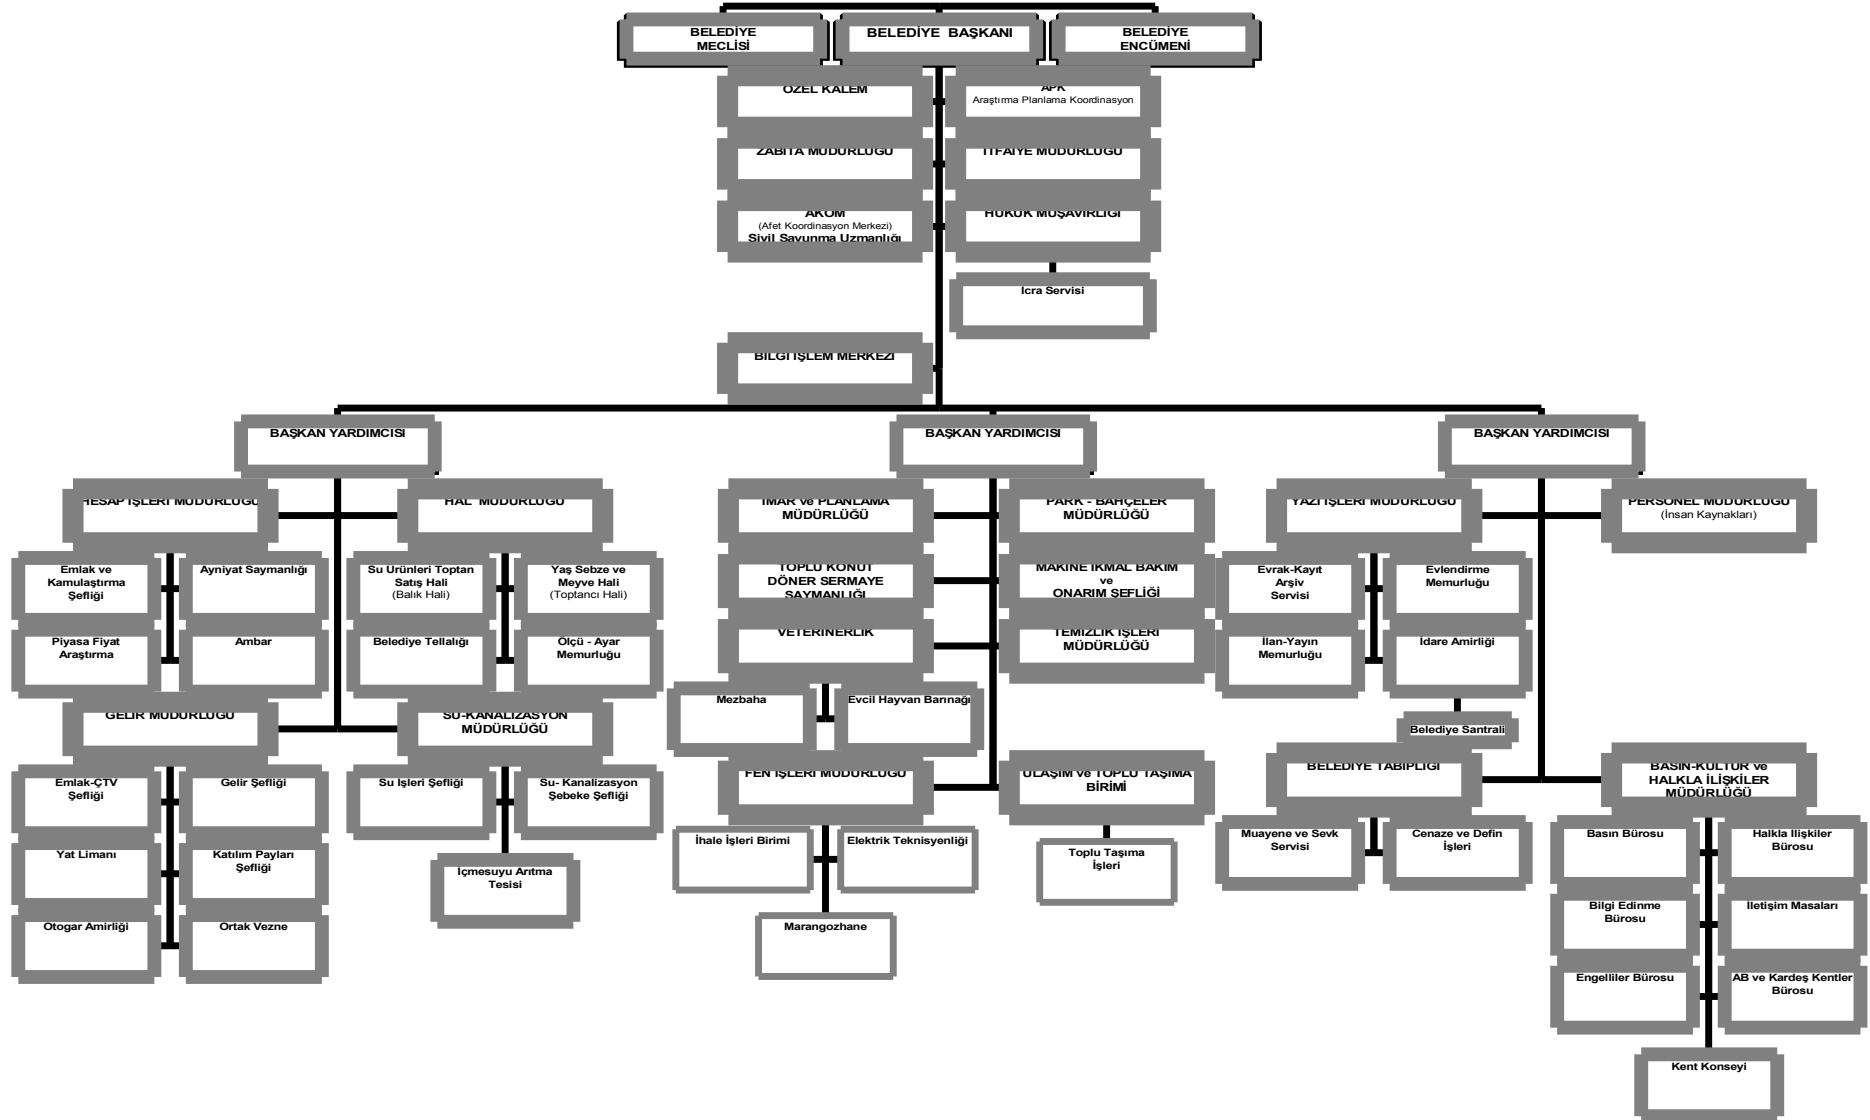 BELEDİYE
MECLİSİ
BELEDİYE BAŞKANI
BELEDİYE
ENCÜMENİ
ÖZEL KALEM
APK
Araştırma Planlama Koordinasyon
ZABITA MÜDÜRLÜĞÜ
İTFAİYE MÜDÜRLÜĞÜ
AKOM
(Afet Koordinasyon Merkezi)
Sivil Savunma Uzmanlığı
HUKUK MÜŞAVİRLİĞİ
İcra Servisi
BİLGİ İŞLEM MERKEZİ
BAŞKAN YARDIMCISI
BAŞKAN YARDIMCISI
BAŞKAN YARDIMCISI
HESAP İŞLERİ MÜDÜRLÜĞÜ
HAL MÜDÜRLÜĞÜ
Emlak ve
Kamulaştırma
Şefliği
Ayniyat Saymanlığı
Su Ürünleri Toptan
Satış Hali
(Balık Hali)
Yaş Sebze ve
Meyve Hali
(Toptancı Hali)
Piyasa Fiyat
Araştırma
Ambar
Belediye Tellalığı
Ölçü - Ayar
Memurluğu
GELİR MÜDÜRLÜĞÜ
SU-KANALİZASYON
MÜDÜRLÜĞÜ
Emlak-ÇTV
Şefliği
Gelir Şefliği
Su İşleri Şefliği
Su- Kanalizasyon
Şebeke Şefliği
Yat Limanı
Katılım Payları
Şefliği
İçmesuyu Arıtma
Tesisi
Otogar Amirliği
Ortak Vezne
İMAR ve PLANLAMA
MÜDÜRLÜĞÜ
PARK - BAHÇELER
MÜDÜRLÜĞÜ
TOPLU KONUT
DÖNER SERMAYE
SAYMANLIĞI
MAKİNE İKMAL BAKIM
ve
ONARIM ŞEFLİĞİ
VETERİNERLİK
TEMİZLİK İŞLERİ
MÜDÜRLÜĞÜ
Mezbaha
Evcil Hayvan Barınağı
FEN İŞLERİ MÜDÜRLÜĞÜ
ULAŞIM ve TOPLU TAŞIMA
BİRİMİ
İhale İşleri Birimi
Elektrik Teknisyenliği
Toplu Taşıma
İşleri
Marangozhane
YAZI İŞLERİ MÜDÜRLÜĞÜ
PERSONEL MÜDÜRLÜĞÜ
(İnsan Kaynakları)
Evrak-Kayıt
Arşiv
Servisi
Evlendirme
Memurluğu
İlan-Yayın
Memurluğu
İdare Amirliği
Belediye Santrali
BELEDİYE TABİPLİĞİ
BASIN-KÜLTÜR ve
HALKLA İLİŞKİLER
MÜDÜRLÜĞÜ
Muayene ve Sevk
Servisi
Cenaze ve Defin
İşleri
Basın Bürosu
Halkla İlişkiler
Bürosu
Bilgi Edinme
Bürosu
İletişim Masaları
Engelliler Bürosu
AB ve Kardeş Kentler
Bürosu
Kent Konseyi